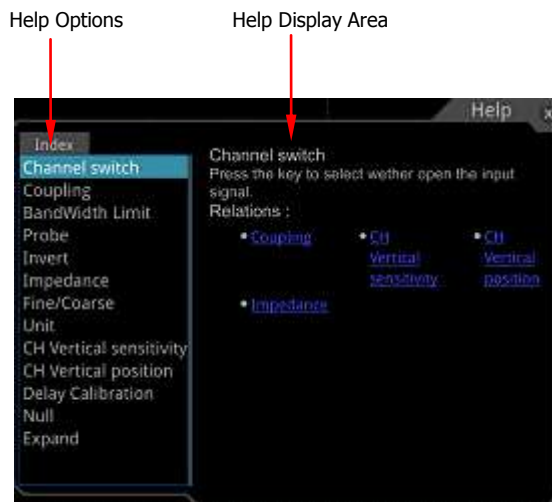 Help Options
Help Display Area
Help
x
Index
Channel switch
Coupling
BandWidth Limit
Probe
Invert
Impedance
Fine/Coarse
Unit
CH Vertical sensitivity
CH Vertical position
Delay Calibration
Null
Expand
Channel switch
Press the key to select wether open the input
signal.
Relations :
Coupling
CH
Vertical
sensitivity
CH
Vertical
position
Impedance